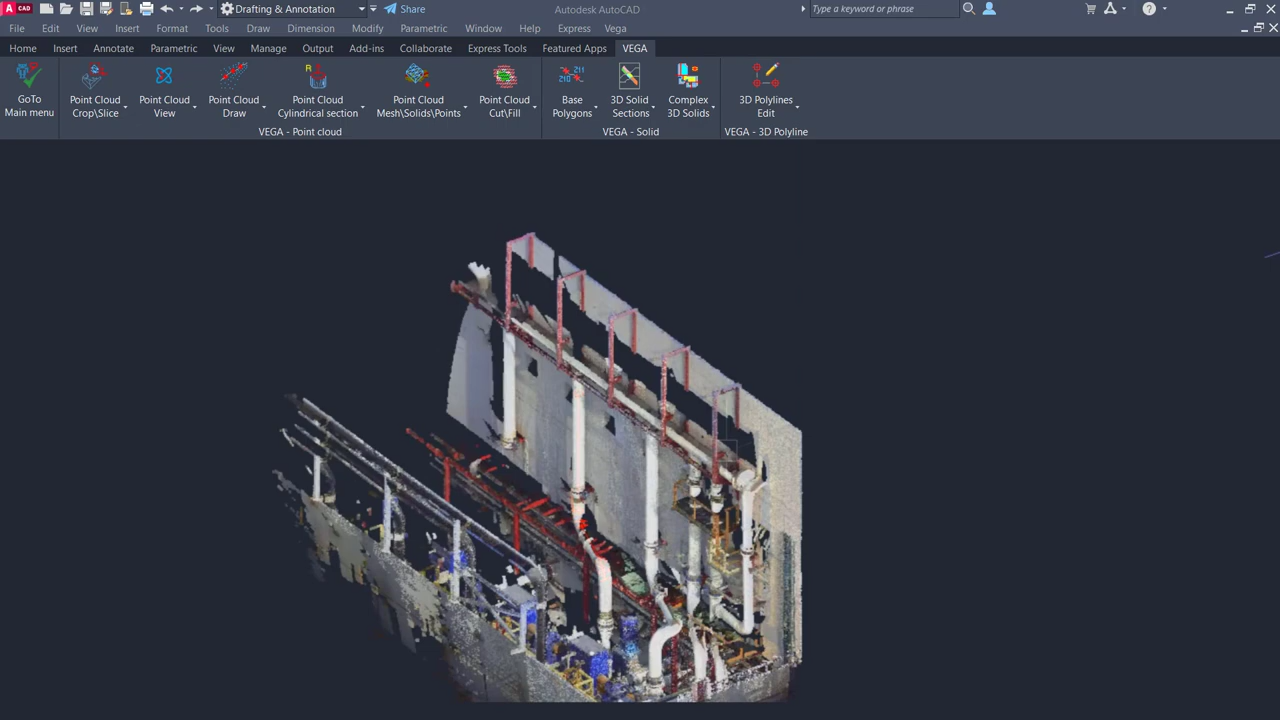 A CAD
Drafting & Annotation
Share
Autodesk AutoCAD
Type a keyword or phrase
File Edit View Insert Format Tools Draw Dimension Modify Parametric Window Help Express Vega
Home Insert Annotate Parametric View Manage Output Add-ins Collaborate Express Tools Featured Apps VEGA
GoTo
Main menu
Point Cloud
Crop\Slice
Point Cloud
View
Point Cloud
Draw
R
Point Cloud
Cylindrical section
Point Cloud
Mesh\Solids\Points
Point Cloud
Cut\Fill
211
210
Base
Polygons
3D Solid
Sections
Complex
3D Solids
3D Polylines
Edit
VEGA - Point cloud
VEGA - Solid
VEGA - 3D Polyline